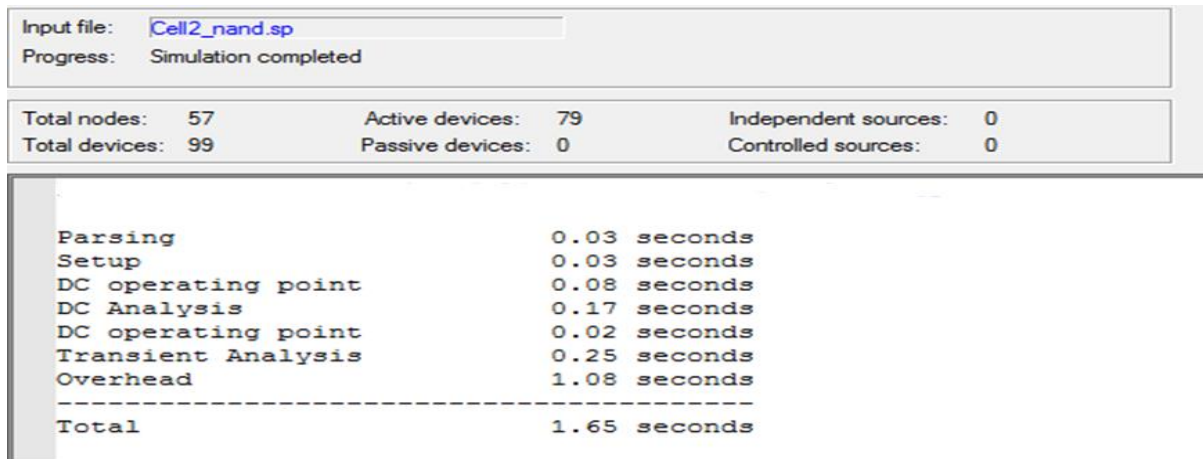 Input file: Cell2_nand.sp
Progress: Simulation completed
Total nodes: 57 Active devices: 79 Independent sources: 0
Total devices: 99 Passive devices: 0 Controlled sources: 0
Parsing 0.03 seconds
Setup 0.03 seconds
DC operating point 0.08 seconds
DC Analysis 0.17 seconds
DC operating point 0.02 seconds
Transient Analysis 0.25 seconds
Overhead 1.08 seconds
-----------------------------------------
Total 1.65 seconds